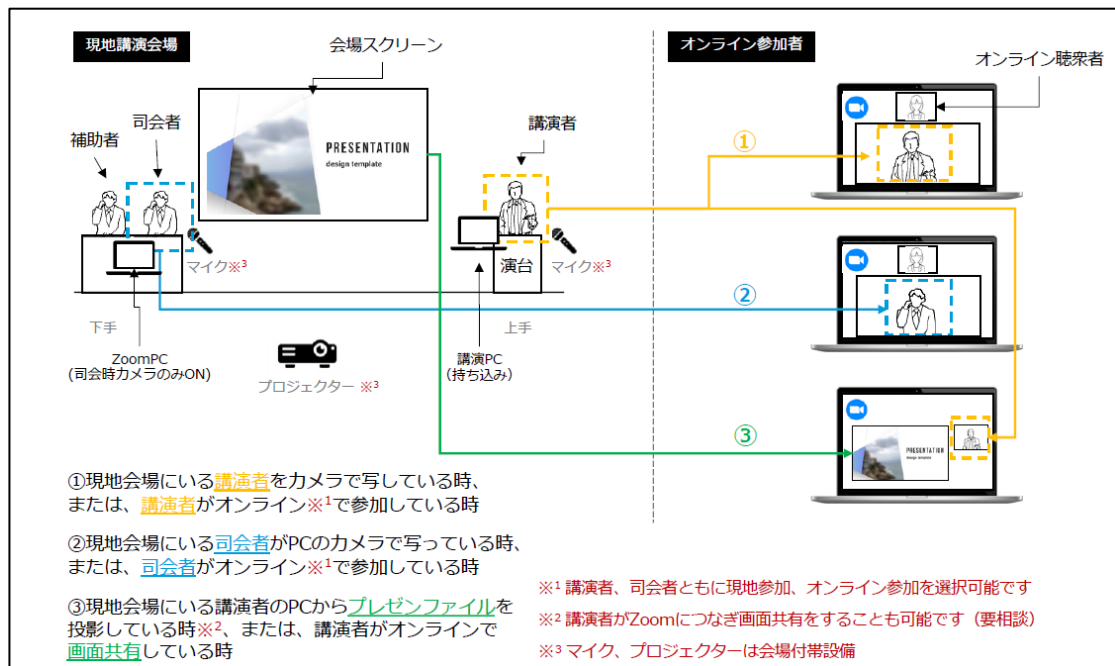 現地講演会場
会場スクリーン
オンライン参加者
オンライン聴衆者
司会者
補助者
講演者
PRESENTATION
design template
①
マイク※3
演台
マイク※3
②
下手
上手
ZoomPC
(司会時カメラのみON)
講演PC
(持ち込み)
プロジェクター ※3
③
PRESENTATION
design template
①現地会場にいる講演者をカメラで写している時、
または、講演者がオンライン※1で参加している時
②現地会場にいる司会者がPCのカメラで写っている時、
または、司会者がオンライン※1で参加している時
③現地会場にいる講演者のPCからプレゼンファイルを
投影している時※2、または、講演者がオンラインで
画面共有している時
※1 講演者、司会者ともに現地参加、オンライン参加を選択可能です
※2 講演者がZoomにつなぎ画面共有をすることも可能です（要相談）
※3 マイク、プロジェクターは会場付帯設備